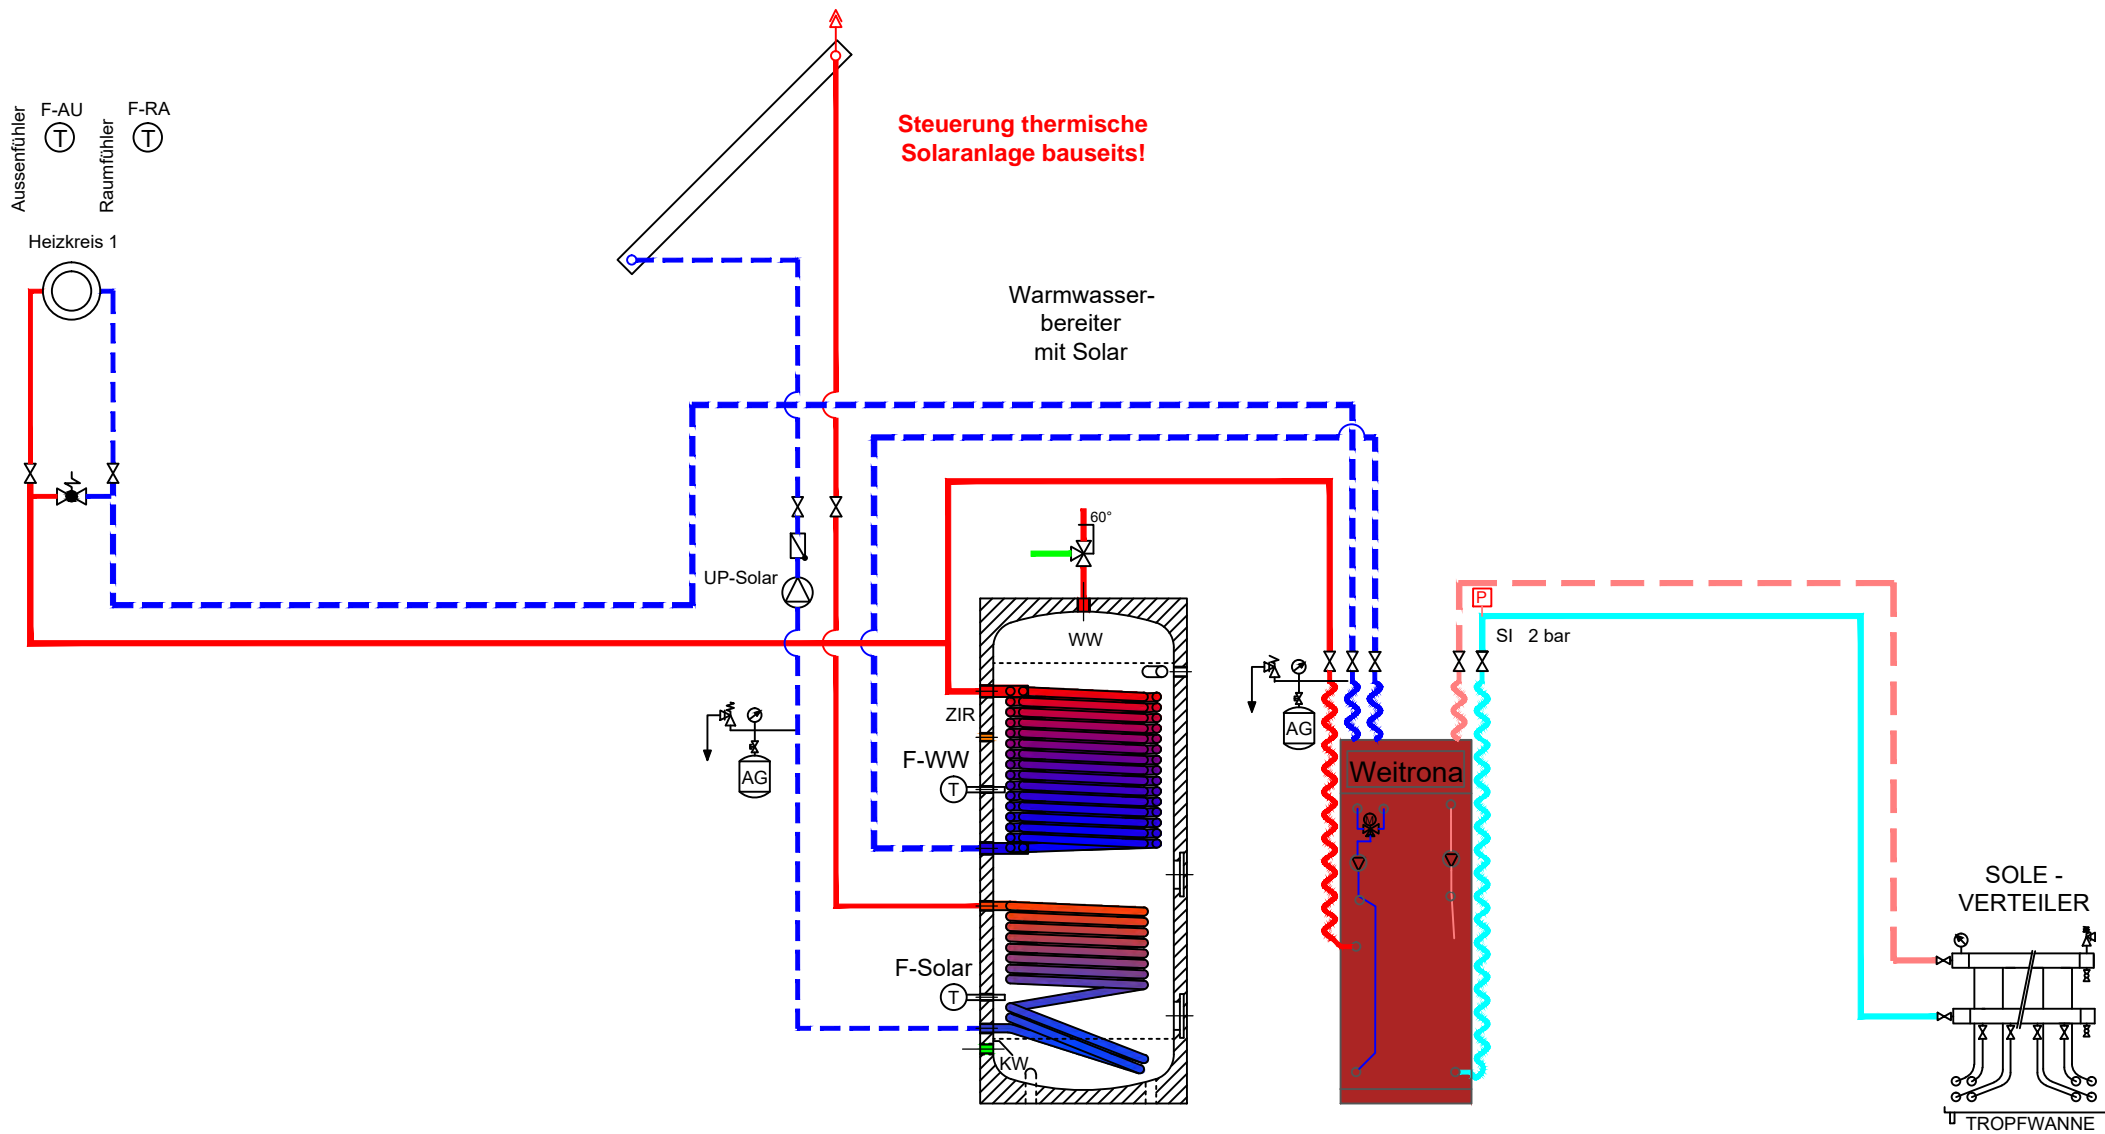 Aussenfühler
F-AU
T
Raumfühler
F-RA
T
Heizkreis 1
Steuerung thermische
Solaranlage bauseits!
Warmwasser-
bereiter
mit Solar
60°
UP-Solar
WW
P
SI 2 bar
ZIR
F-WW
T
AG
AG
Weitrona
M
SOLE -
VERTEILER
F-Solar
T
KW
TROPFWANNE